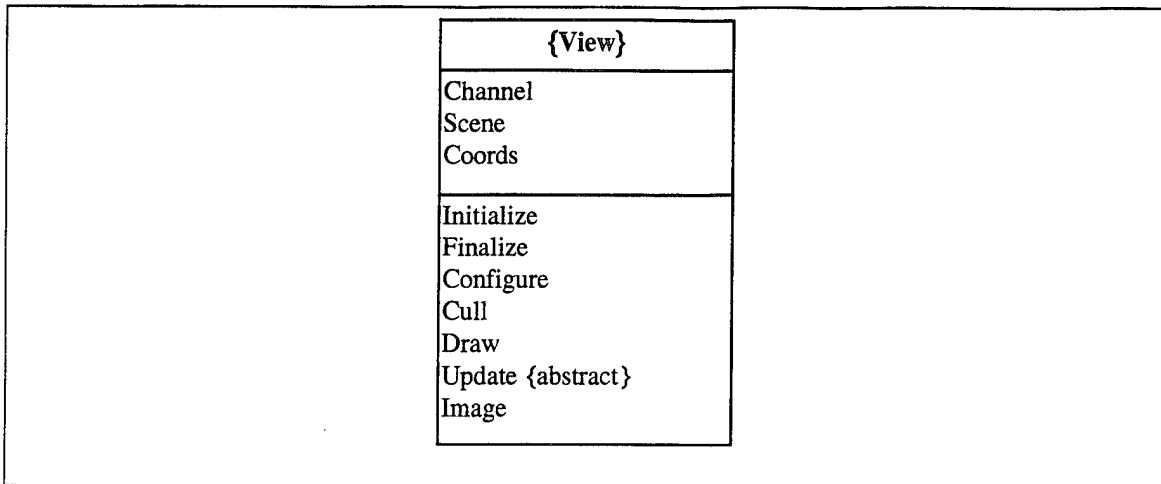 {View}
Channel
Scene
Coords
Initialize
Finalize
Configure
Cull
Draw
Update {abstract}
Image